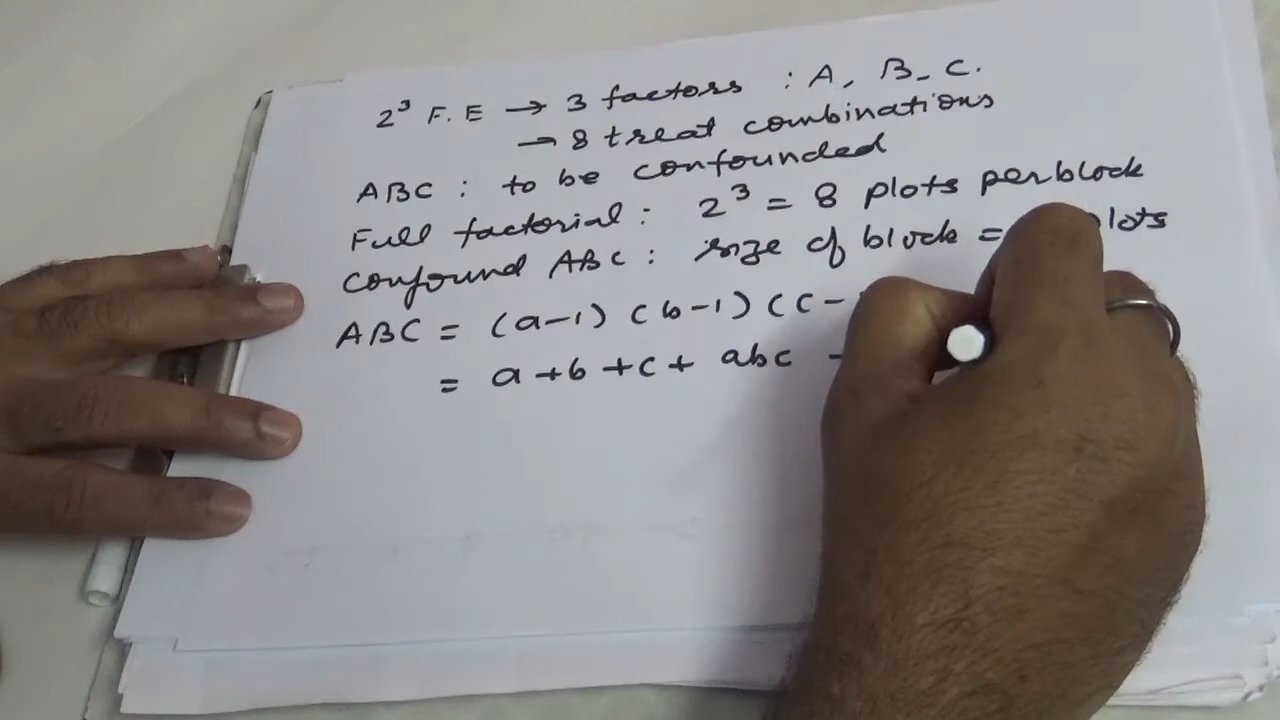 2³ F.E → 3 factors : A, B, C.
→ 8 treat combinations
ABC : to be confounded
Full factorial : 2³ = 8 plots per block
Confound ABC : size of block = plots
ABC = (a-1) (b-1) (c-
= a + b + c + abc -